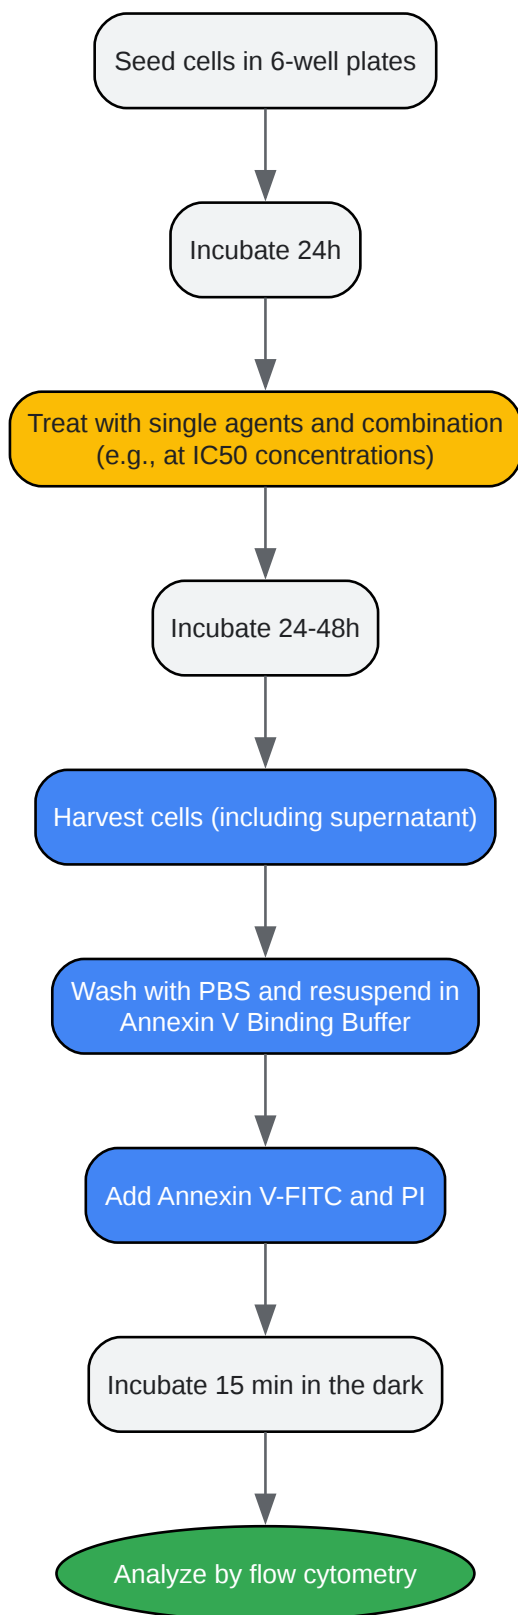 Seed cells in 6-well plates
Incubate 24h
Treat with single agents and combination
(e.g., at IC50 concentrations)
Incubate 24-48h
Harvest cells (including supernatant)
Wash with PBS and resuspend in
Annexin V Binding Buffer
Add Annexin V-FITC and PI
Incubate 15 min in the dark
Analyze by flow cytometry